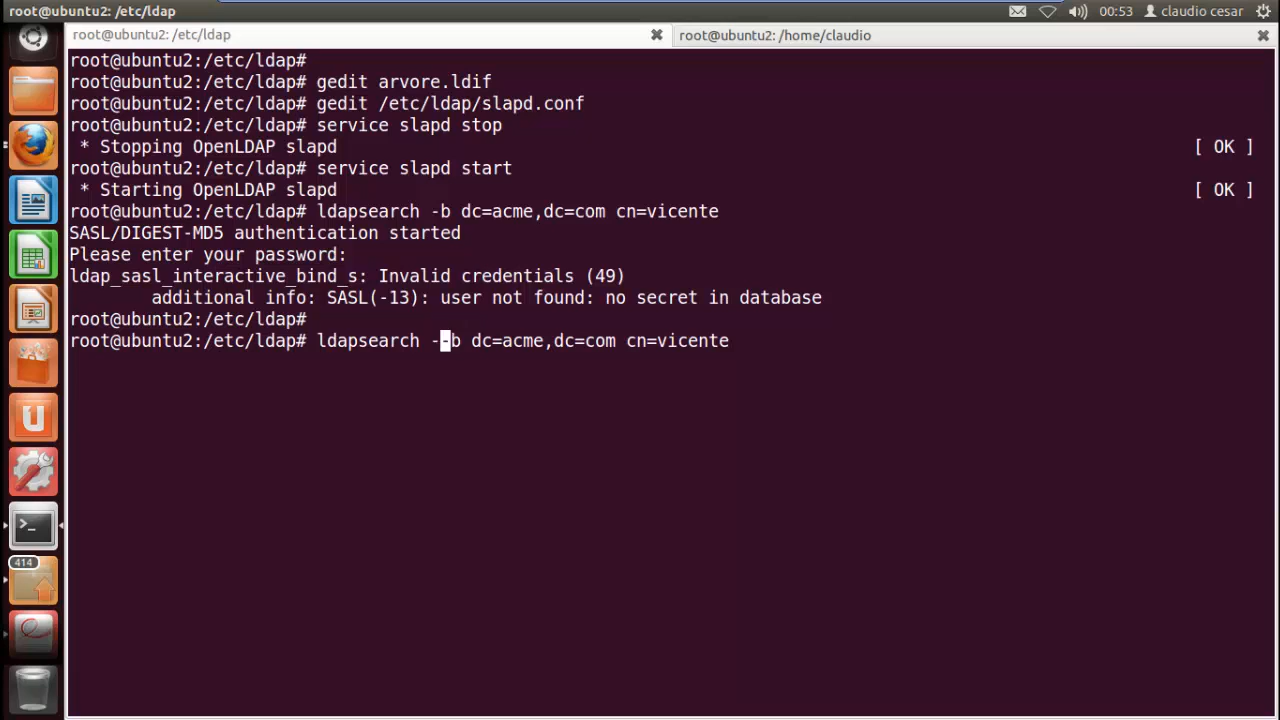 root@ubuntu2: /etc/ldap
00:53
claudio cesar
root@ubuntu2: /etc/ldap
root@ubuntu2: /home/claudio
root@ubuntu2:/etc/ldap#
root@ubuntu2:/etc/ldap# gedit arvore.ldif
root@ubuntu2:/etc/ldap# gedit /etc/ldap/slapd.conf
root@ubuntu2:/etc/ldap# service slapd stop
* Stopping OpenLDAP slapd [ OK ]
root@ubuntu2:/etc/ldap# service slapd start
* Starting OpenLDAP slapd [ OK ]
root@ubuntu2:/etc/ldap# ldapsearch -b dc=acme,dc=com cn=vicente
SASL/DIGEST-MD5 authentication started
Please enter your password:
ldap_sasl_interactive_bind_s: Invalid credentials (49)
additional info: SASL(-13): user not found: no secret in database
root@ubuntu2:/etc/ldap#
root@ubuntu2:/etc/ldap# ldapsearch --b dc=acme,dc=com cn=vicente
414